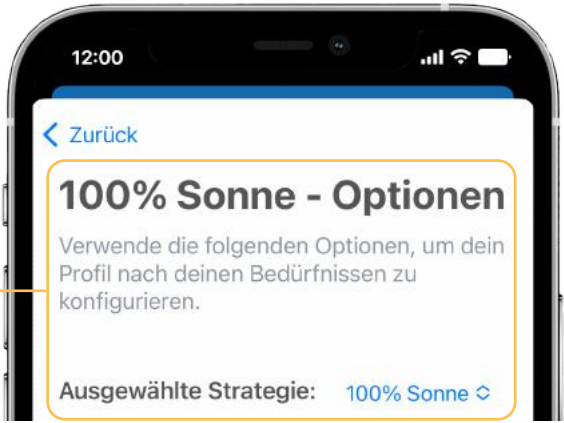 12:00
Zurück
100% Sonne - Optionen
Verwende die folgenden Optionen, um dein
Profil nach deinen Bedürfnissen zu
konfigurieren.
Ausgewählte Strategie: 100% Sonne